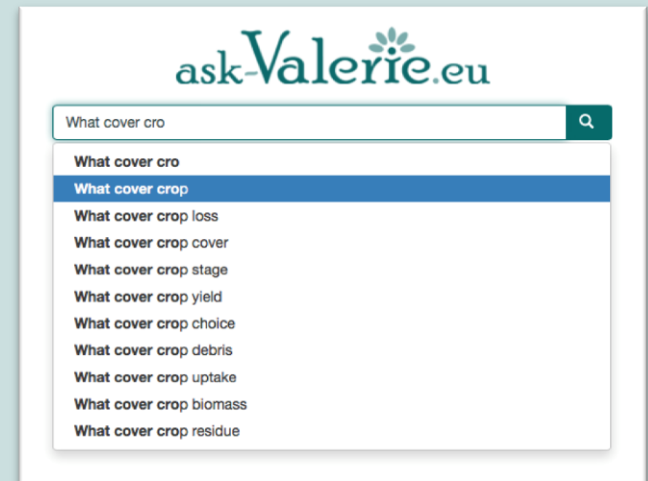 ask-Valerie.eu
What cover cro
What cover cro
What cover crop
What cover crop loss
What cover crop cover
What cover crop stage
What cover crop yield
What cover crop choice
What cover crop debris
What cover crop uptake
What cover crop biomass
What cover crop residue